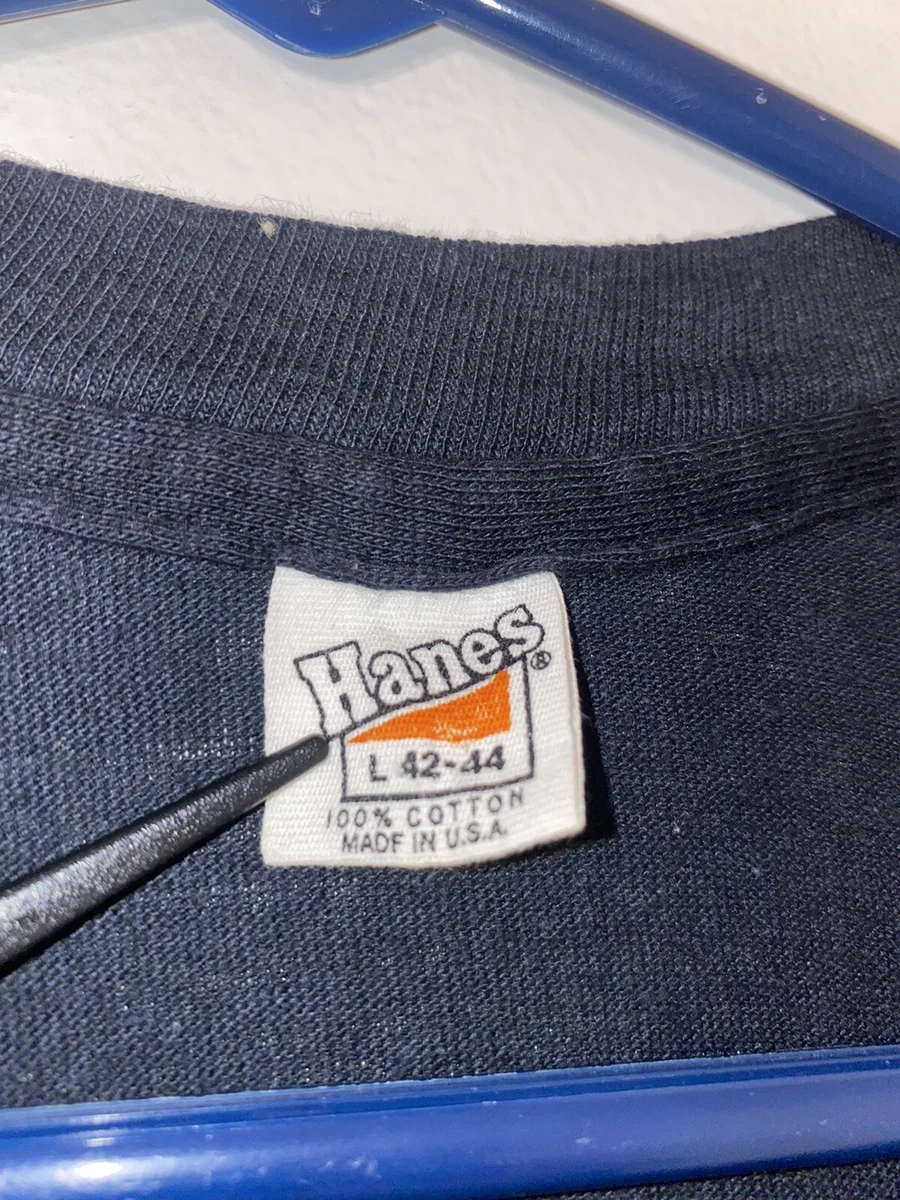 Hanes®
L 42-44
100% COTTON
MADE IN U.S.A.